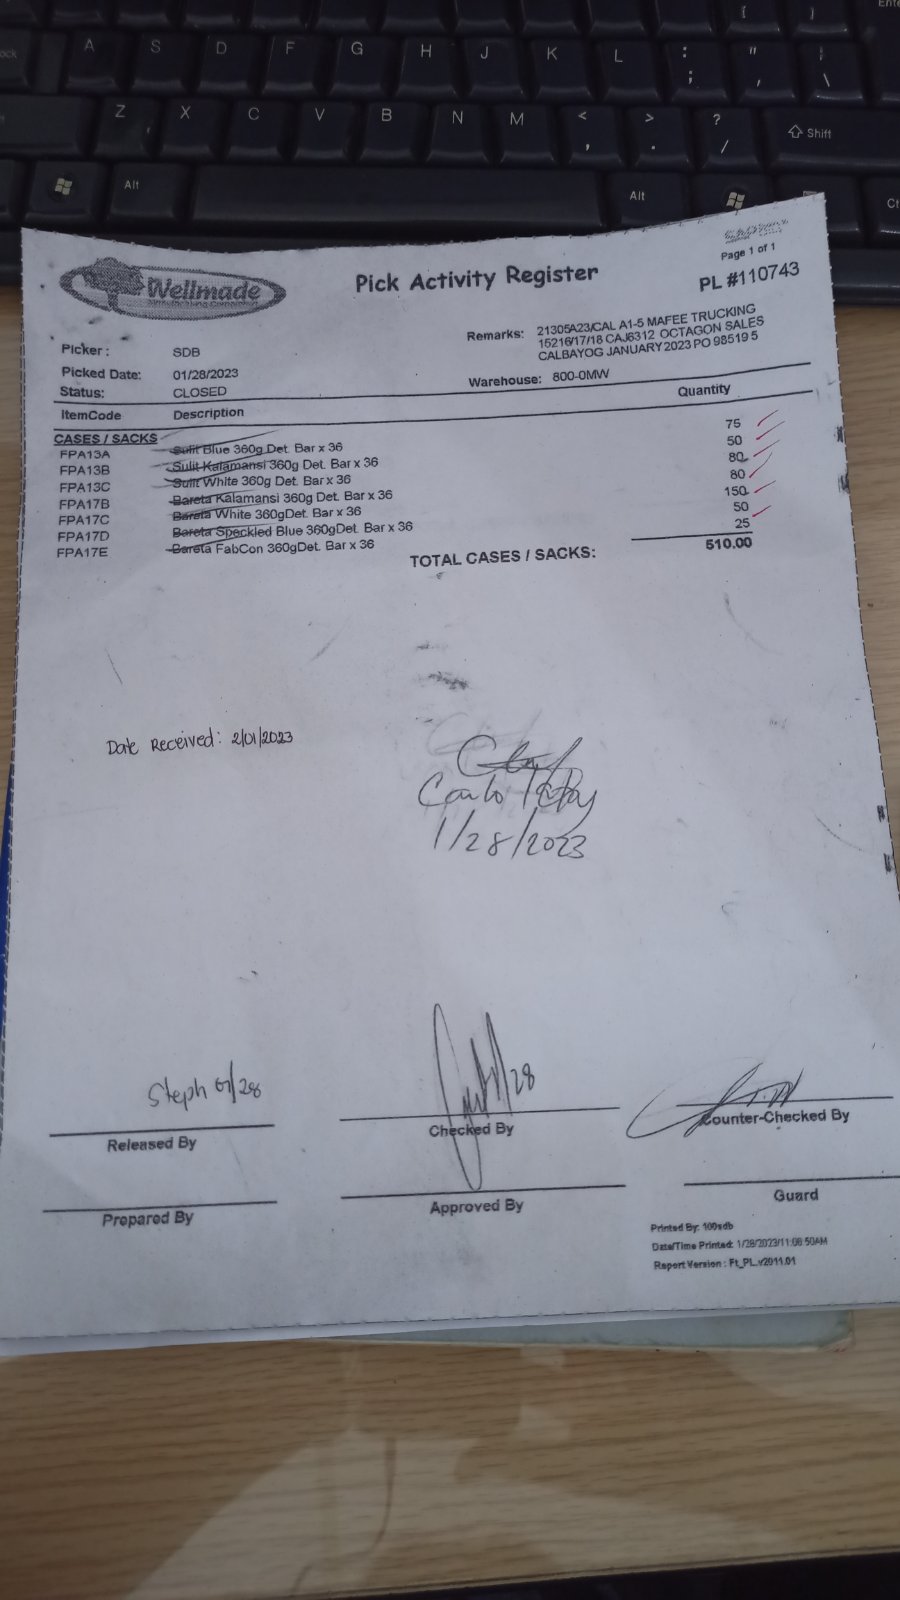 A S D F G H J K L : ; " ' | \
Z X C V B N M < , > . ? / Shift
Alt Alt
Wellmade
Pick Activity Register
Page 1 of 1
PL #110743
Picker : SDB
Remarks: 21305A23/CAL A1-5 MAFEE TRUCKING
15216/17/18 CAJ6312 OCTAGON SALES
CALBAYOG JANUARY 2023 PO 98519 5
Picked Date: 01/28/2023
Warehouse: 800-0MW
Status: CLOSED
ItemCode Description Quantity
CASES / SACKS
FPA13A Sulit Blue 360g Det. Bar x 36 75
FPA13B Sulit Kalamansi 360g Det. Bar x 36 50
FPA13C Sulit White 360g Det. Bar x 36 80
FPA17B Bareta Kalamansi 360g Det. Bar x 36 80
FPA17C Bareta White 360gDet. Bar x 36 150
FPA17D Bareta Speckled Blue 360gDet. Bar x 36 50
FPA17E Bareta FabCon 360gDet. Bar x 36 25
TOTAL CASES / SACKS: 510.00
Date Received: 2/01/2023
1/28/2023
Steph 01/28
Released By
Checked By
Counter-Checked By
Prepared By
Approved By
Guard
Printed By: 100sdb
Date/Time Printed: 1/28/2023/11:08:50AM
Report Version : Ft_PL.v2011.01